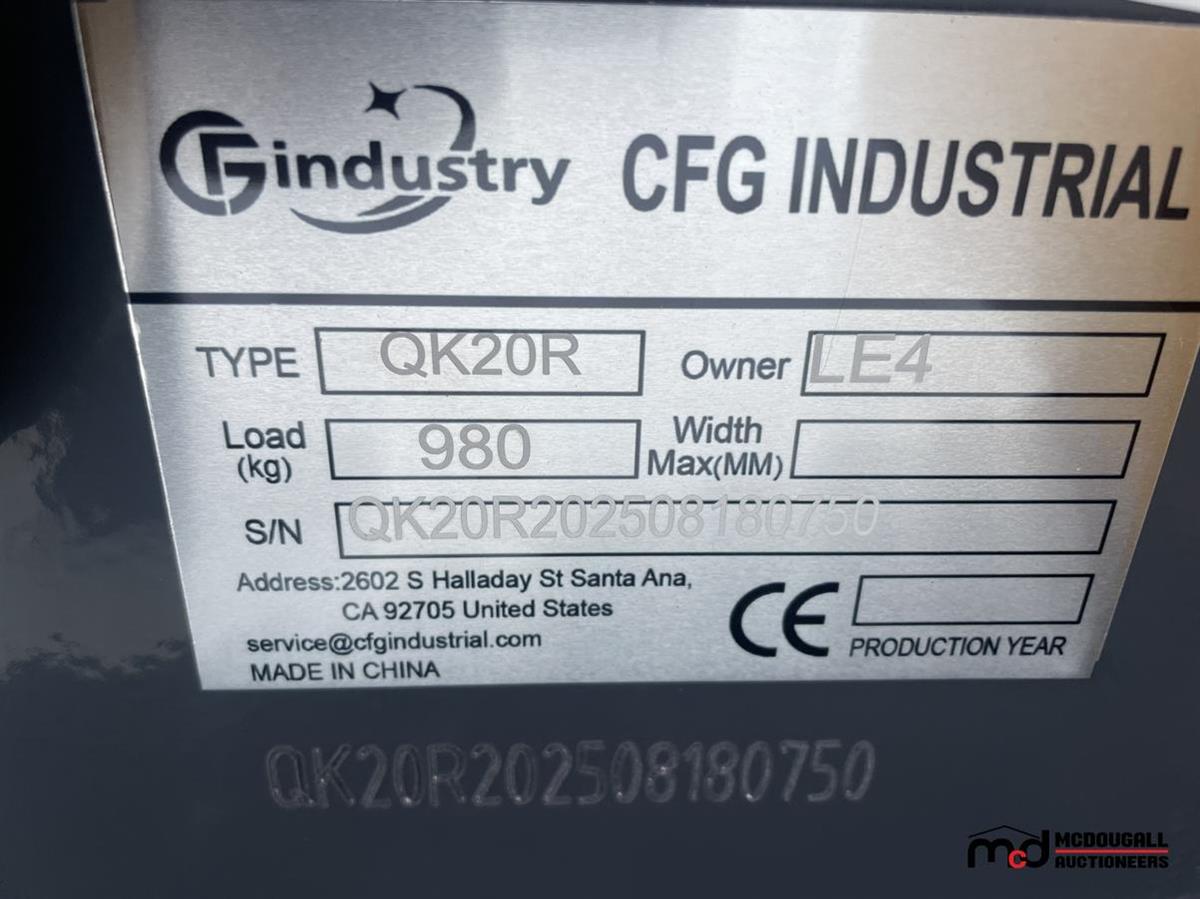 CFGindustry CFG INDUSTRIAL
TYPE QK20R Owner LE4
Load (kg) 980 Width Max(MM)
S/N QK20R202508180750
Address:2602 S Halladay St Santa Ana,
CA 92705 United States
service@cfgindustrial.com
MADE IN CHINA
CE PRODUCTION YEAR
QK20R202508180750
mcd MCDOUGALL
AUCTIONEERS